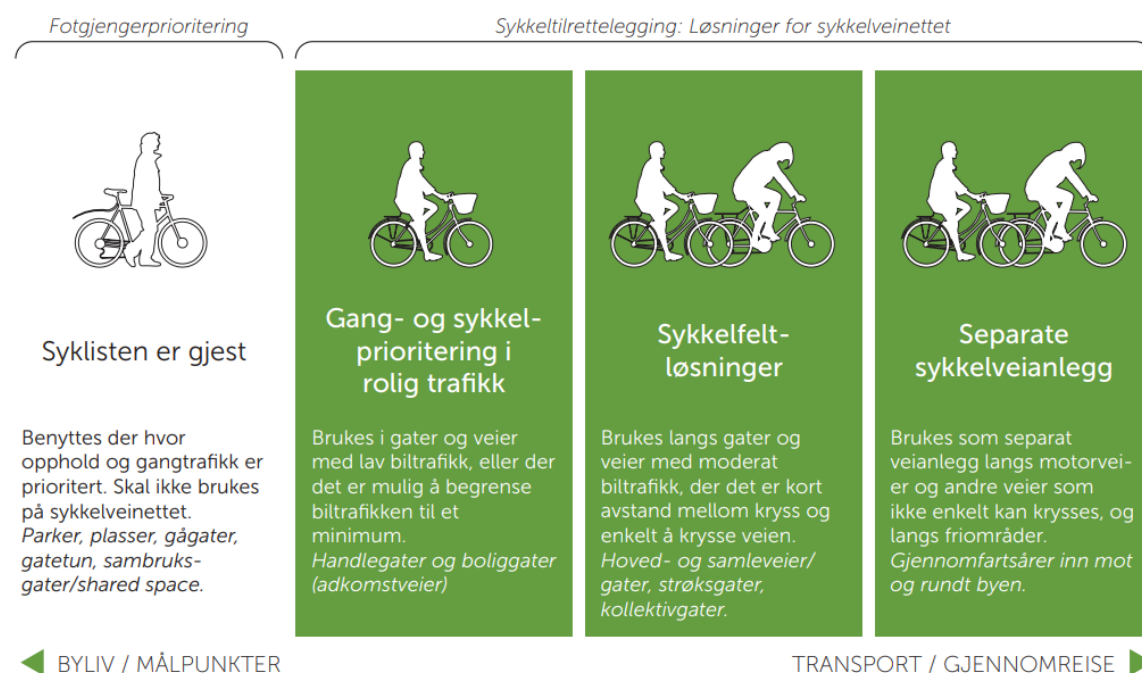 Fotgjengerprioritering
Sykkeltilrettelegging: Løsninger for sykkelveinettet
Syklisten er gjest
Benyttes der hvor
opphold og gangtrafikk er
prioritert. Skal ikke brukes
på sykkelveinettet.
Parker, plasser, gågater,
gatetun, sambruks-
gater/shared space.
Gang- og sykkel-
prioritering i
rolig trafikk
Brukes i gater og veier
med lav biltrafikk, eller der
det er mulig å begrense
biltrafikken til et
minimum.
Handlegater og boliggater
(adkomstveier)
Sykkelfelt-
løsninger
Brukes langs gater og
veier med moderat
biltrafikk, der det er kort
avstand mellom kryss og
enkelt å krysse veien.
Hoved- og samleveier/
gater, strøksgater,
kollektivgater.
Separate
sykkelveianlegg
Brukes som separat
veianlegg langs motorvei-
er og andre veier som
ikke enkelt kan krysses, og
langs friområder.
Gjennomfartsårer inn mot
og rundt byen.
BYLIV / MÅLPUNKTER
TRANSPORT / GJENNOMREISE